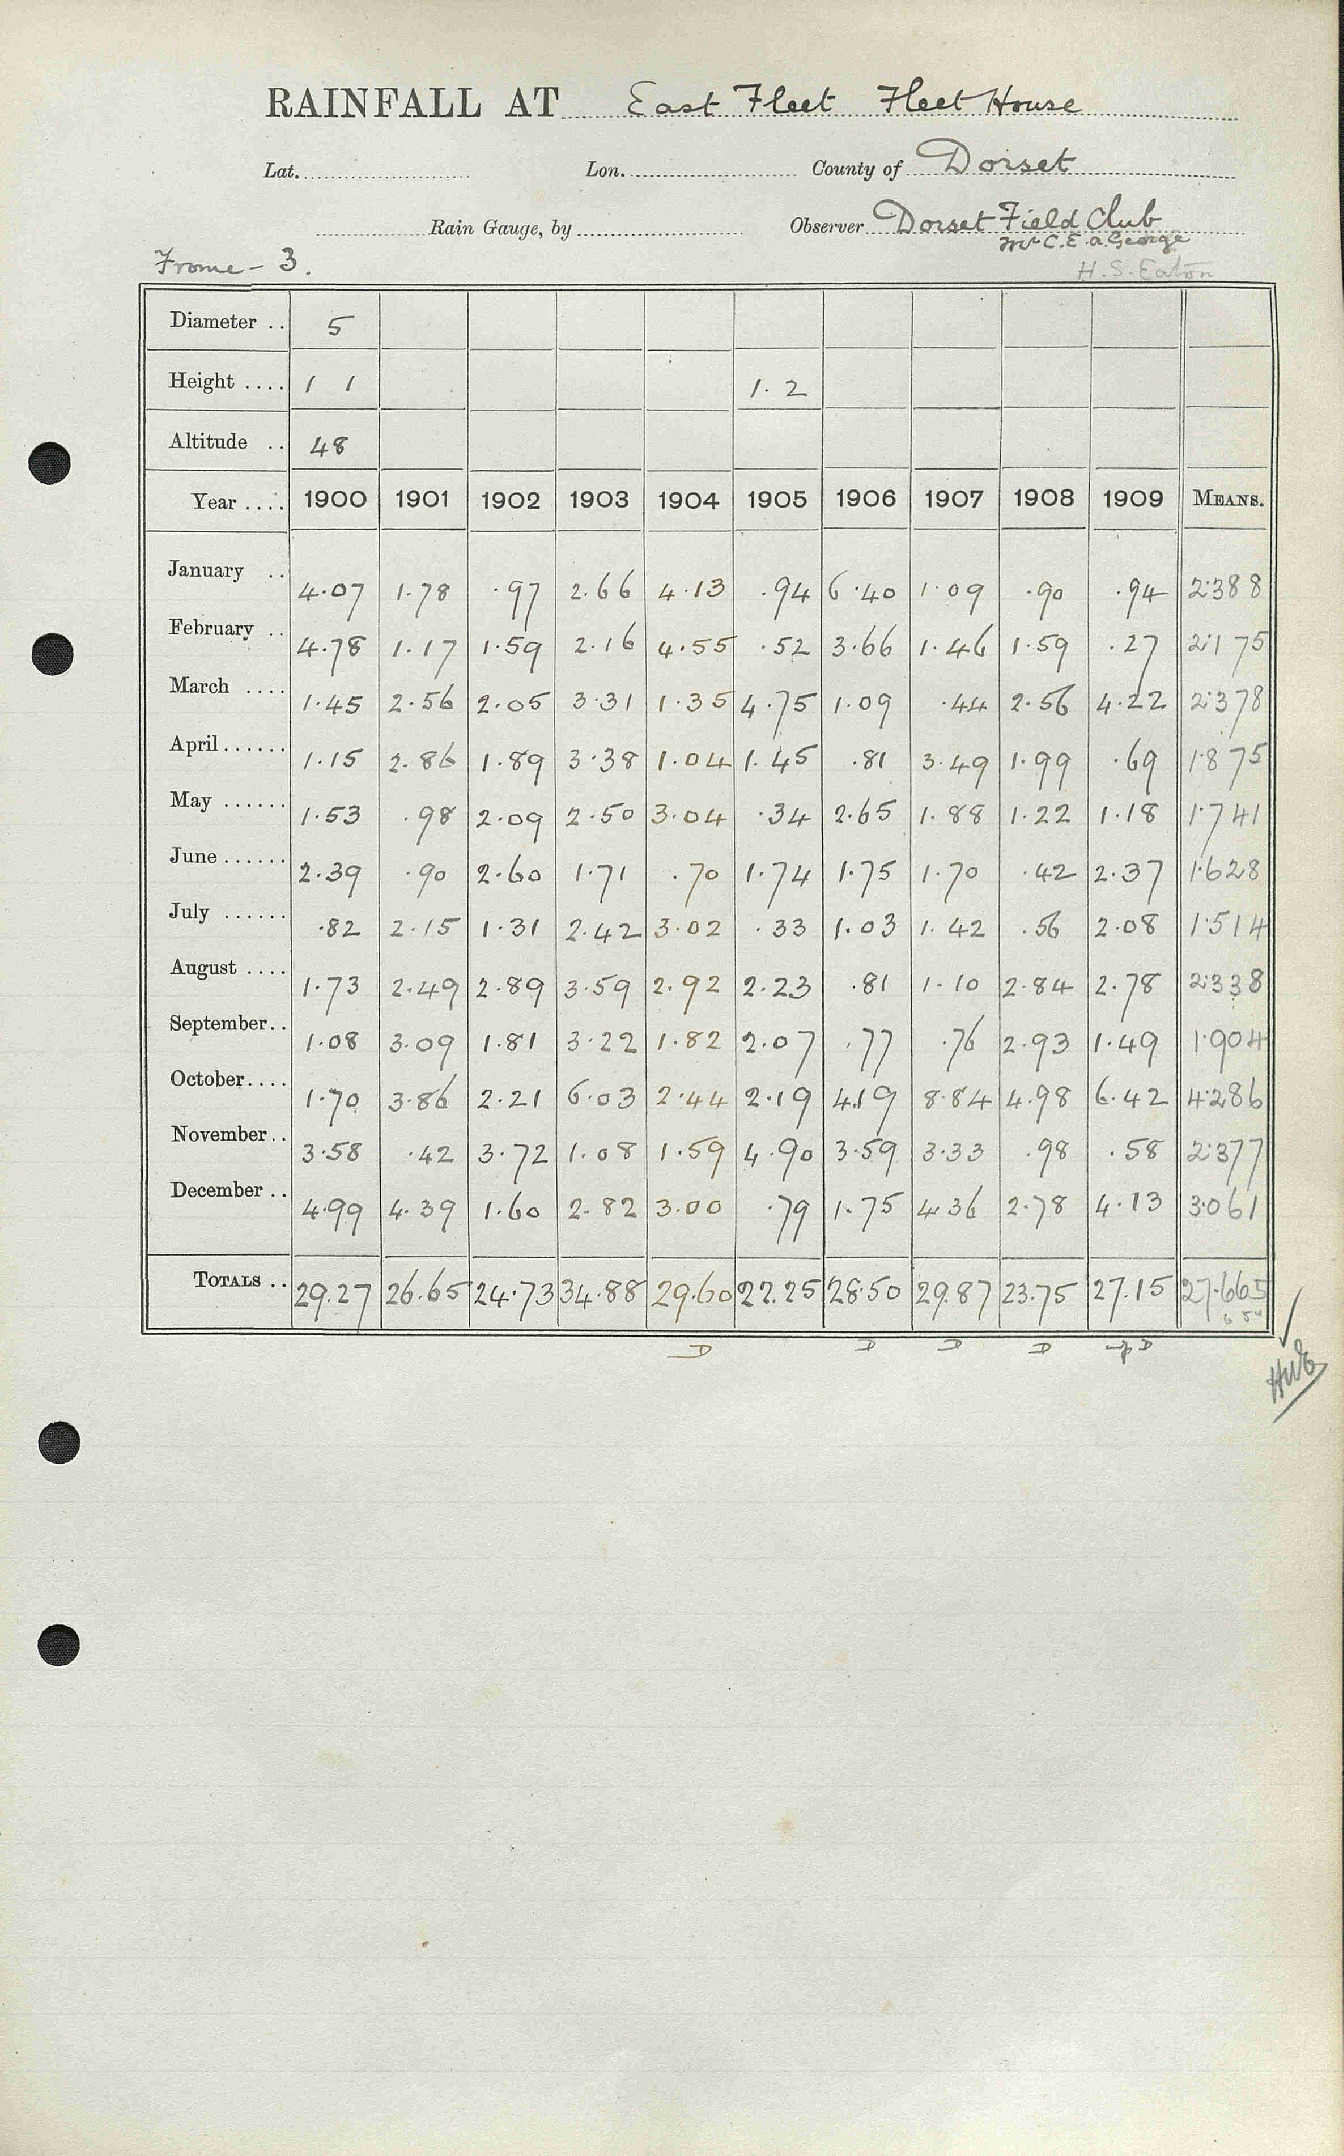 RAINFALL AT East Fleet Fleet House
Lat. Lon. County of Dorset
Rain Gauge, by Observer Dorset Field Club
Mr C. E. a. George
Frome - 3. H. S. Eaton
Diameter .. 5
Height .... 1 1 1. 2
Altitude .. 48
Year .... 1900 1901 1902 1903 1904 1905 1906 1907 1908 1909 MEANS.
January .. 4.07 1.78 .97 2.66 4.13 .94 6.40 1.09 .90 .94 2.388
February .. 4.78 1.17 1.59 2.16 4.55 .52 3.66 1.46 1.59 .27 2.175
March .... 1.45 2.56 2.05 3.31 1.35 4.75 1.09 .44 2.56 4.22 2.378
April ...... 1.15 2.86 1.89 3.38 1.04 1.45 .81 3.49 1.99 .69 1.875
May ...... 1.53 .98 2.09 2.50 3.04 .34 2.65 1.88 1.22 1.18 1.741
June ...... 2.39 .90 2.60 1.71 .70 1.74 1.75 1.70 .42 2.37 1.628
July ...... .82 2.15 1.31 2.42 3.02 .33 1.03 1.42 .56 2.08 1.514
August .... 1.73 2.49 2.89 3.59 2.92 2.23 .81 1.10 2.84 2.78 2.338
September .. 1.08 3.09 1.81 3.22 1.82 2.07 .77 .76 2.93 1.49 1.904
October .... 1.70 3.86 2.21 6.03 2.44 2.19 4.19 8.84 4.98 6.42 4.286
November .. 3.58 .42 3.72 1.08 1.59 4.90 3.59 3.33 .98 .58 2.377
December .. 4.99 4.39 1.60 2.82 3.00 .79 1.75 4.36 2.78 4.13 3.061
TOTALS .. 29.27 26.65 24.73 34.88 29.60 22.25 28.50 29.87 23.75 27.15 27.665
D D D D D